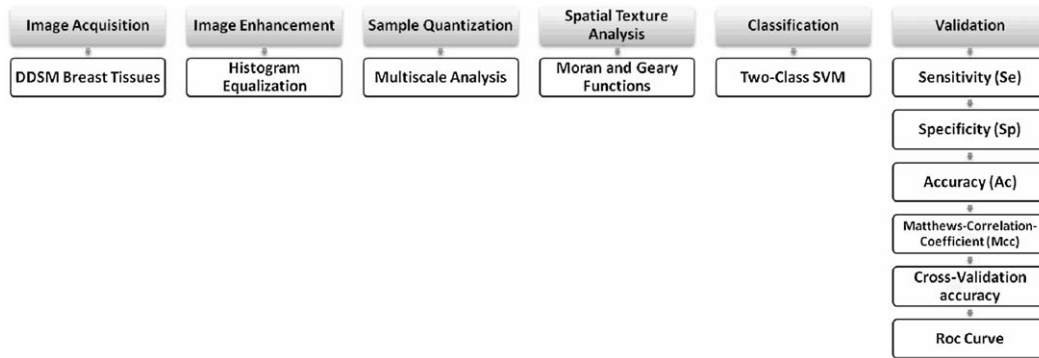 Image Acquisition
DDSM Breast Tissues
Image Enhancement
Histogram
Equalization
Sample Quantization
Multiscale Analysis
Spatial Texture
Analysis
Moran and Geary
Functions
Classification
Two-Class SVM
Validation
Sensitivity (Se)
Specificity (Sp)
Accuracy (Ac)
Matthews-Correlation-
Coefficient (Mcc)
Cross-Validation
accuracy
Roc Curve